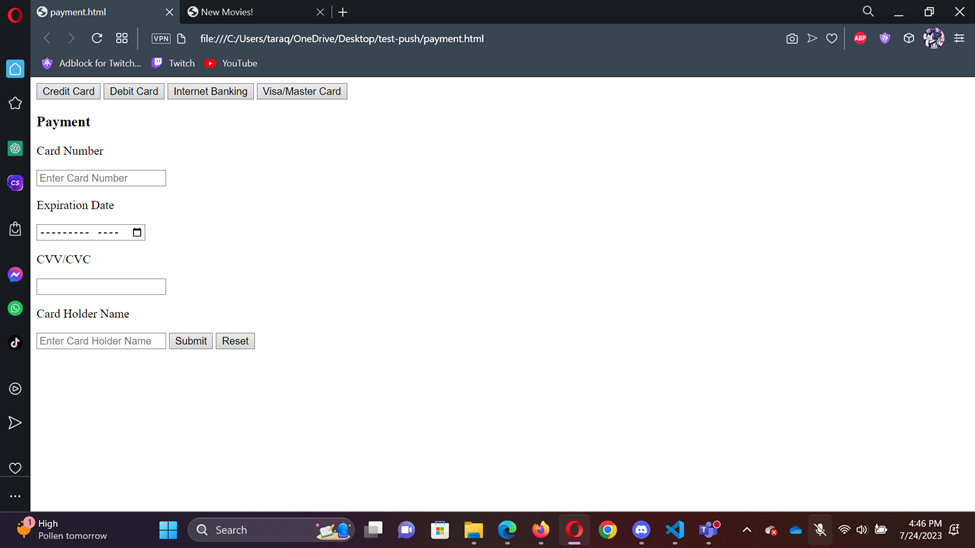 payment.html
New Movies!
VPN
file:///C:/Users/taraq/OneDrive/Desktop/test-push/payment.html
ABP
Adblock for Twitch...
Twitch
YouTube
CS
Credit Card
Debit Card
Internet Banking
Visa/Master Card
Payment
Card Number
Enter Card Number
Expiration Date
--------- ----
CVV/CVC
Card Holder Name
Enter Card Holder Name
Submit
Reset
1
High
Pollen tomorrow
Search
4:46 PM
7/24/2023